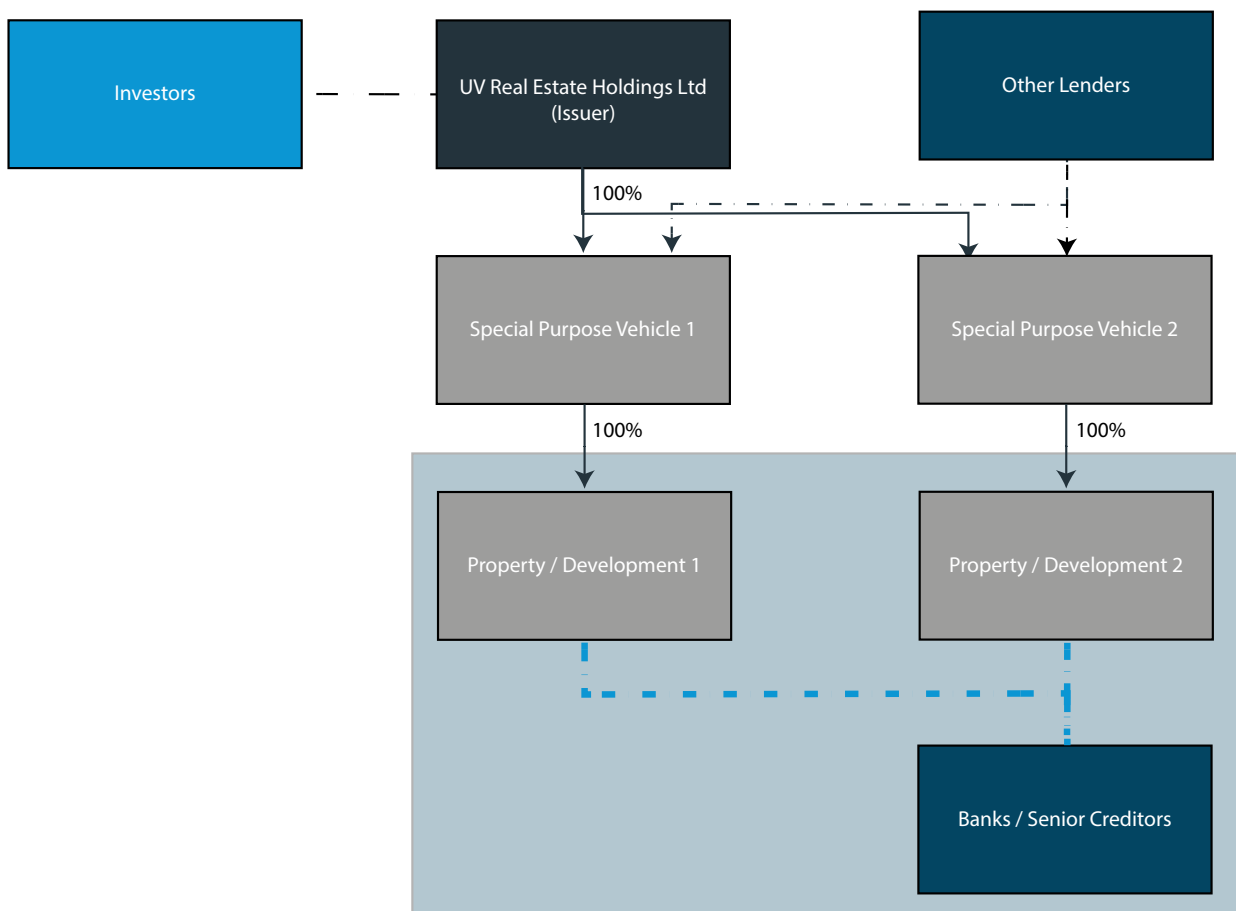 Investors
UV Real Estate Holdings Ltd
(Issuer)
Other Lenders
100%
Special Purpose Vehicle 1
Special Purpose Vehicle 2
100%
100%
Property / Development 1
Property / Development 2
Banks / Senior Creditors